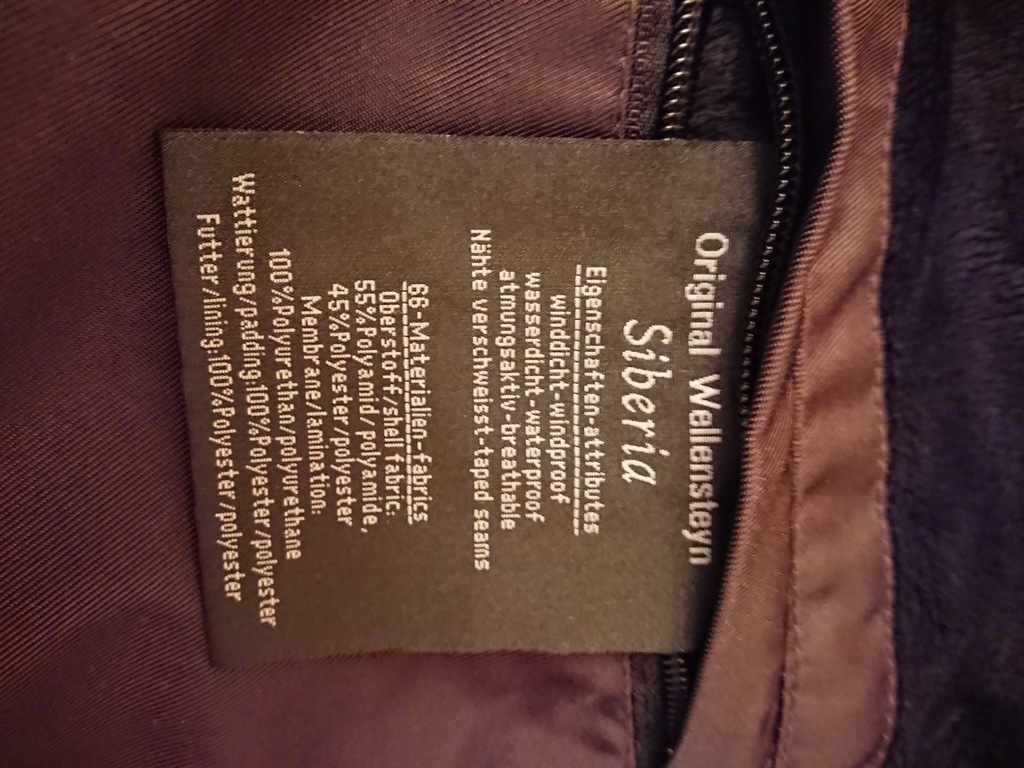 Original Wellensteyn
Siberia
Eigenschaften-attributes
winddicht-windproof
wasserdicht-waterproof
atmungsaktiv-breathable
Nähte verschweisst-taped seams
66-Materialien-fabrics
Oberstoff/shell fabric:
55%Polyamid/polyamide,
45%Polyester/polyester
Membrane/lamination:
100%Polyurethan/polyurethane
Wattierung/padding:100%Polyester/polyester
Futter/lining:100%Polyester/polyester